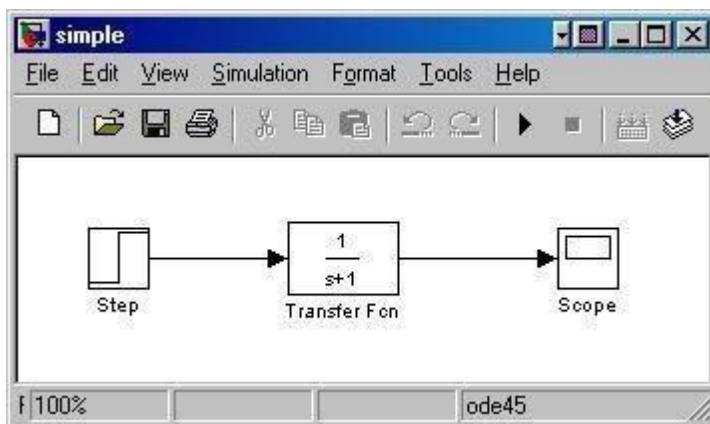 simple
File Edit View Simulation Format Tools Help
1
s+1
Step
Transfer Fcn
Scope
100%
ode45